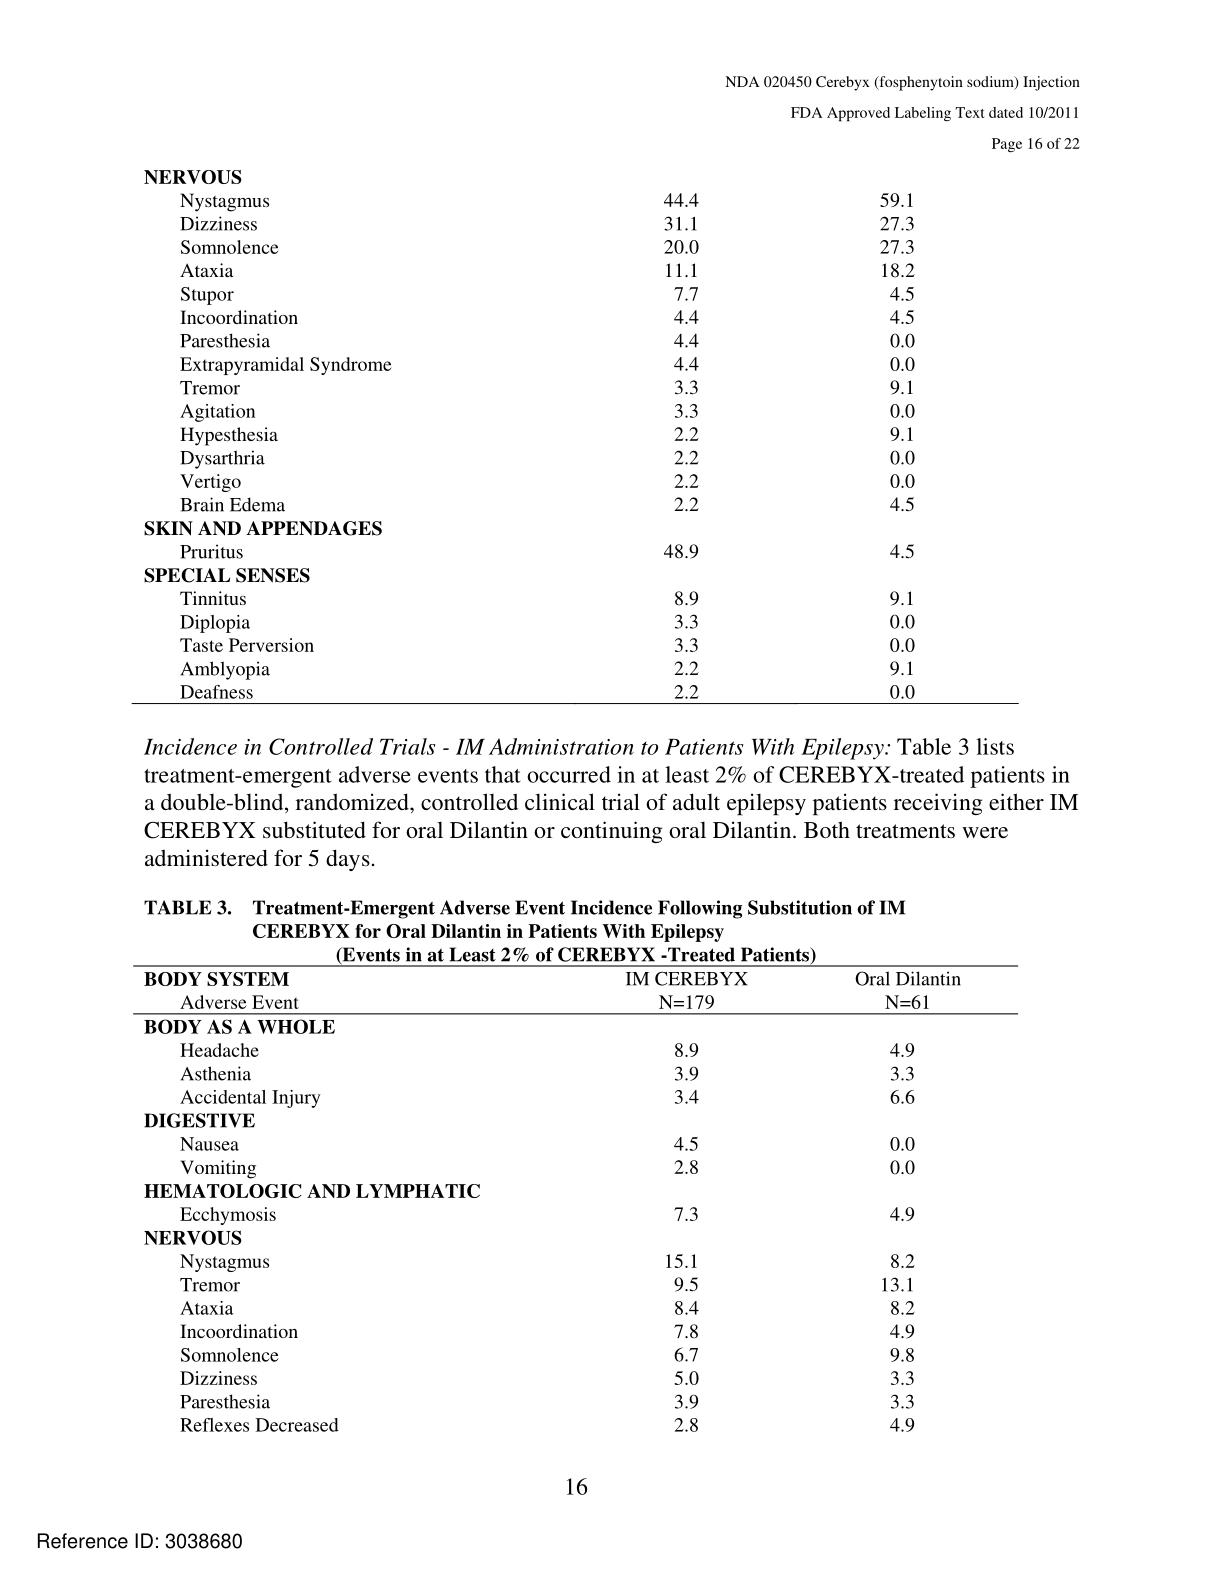 NDA 020450 Cerebyx (fosphenytoin sodium) Injection
FDA Approved Labeling Text dated 10/2011
Page 16 of 22
NERVOUS
Nystagmus 44.4 59.1
Dizziness 31.1 27.3
Somnolence 20.0 27.3
Ataxia 11.1 18.2
Stupor 7.7 4.5
Incoordination 4.4 4.5
Paresthesia 4.4 0.0
Extrapyramidal Syndrome 4.4 0.0
Tremor 3.3 9.1
Agitation 3.3 0.0
Hypesthesia 2.2 9.1
Dysarthria 2.2 0.0
Vertigo 2.2 0.0
Brain Edema 2.2 4.5
SKIN AND APPENDAGES
Pruritus 48.9 4.5
SPECIAL SENSES
Tinnitus 8.9 9.1
Diplopia 3.3 0.0
Taste Perversion 3.3 0.0
Amblyopia 2.2 9.1
Deafness 2.2 0.0
Incidence in Controlled Trials - IM Administration to Patients With Epilepsy: Table 3 lists
treatment-emergent adverse events that occurred in at least 2% of CEREBYX-treated patients in
a double-blind, randomized, controlled clinical trial of adult epilepsy patients receiving either IM
CEREBYX substituted for oral Dilantin or continuing oral Dilantin. Both treatments were
administered for 5 days.
TABLE 3. Treatment-Emergent Adverse Event Incidence Following Substitution of IM
CEREBYX for Oral Dilantin in Patients With Epilepsy
(Events in at Least 2% of CEREBYX -Treated Patients)
BODY SYSTEM IM CEREBYX Oral Dilantin
Adverse Event N=179 N=61
BODY AS A WHOLE
Headache 8.9 4.9
Asthenia 3.9 3.3
Accidental Injury 3.4 6.6
DIGESTIVE
Nausea 4.5 0.0
Vomiting 2.8 0.0
HEMATOLOGIC AND LYMPHATIC
Ecchymosis 7.3 4.9
NERVOUS
Nystagmus 15.1 8.2
Tremor 9.5 13.1
Ataxia 8.4 8.2
Incoordination 7.8 4.9
Somnolence 6.7 9.8
Dizziness 5.0 3.3
Paresthesia 3.9 3.3
Reflexes Decreased 2.8 4.9
16
Reference ID: 3038680